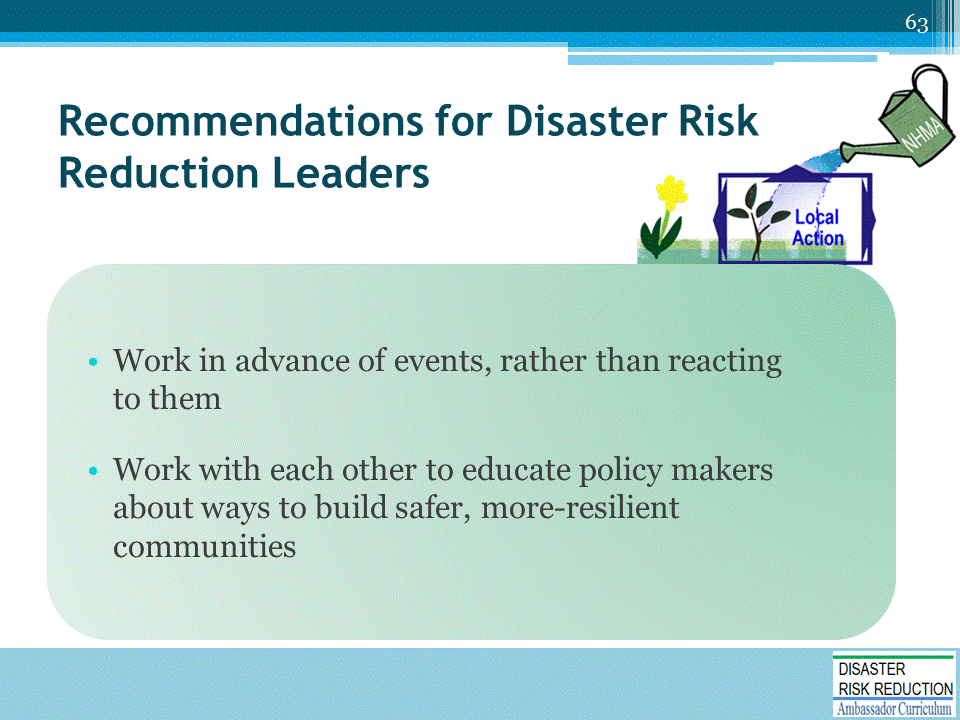 63
Recommendations for Disaster Risk
Reduction Leaders
NHMA
Local
Action
• Work in advance of events, rather than reacting
to them
• Work with each other to educate policy makers
about ways to build safer, more-resilient
communities
DISASTER
RISK REDUCTION
Ambassador Curriculum